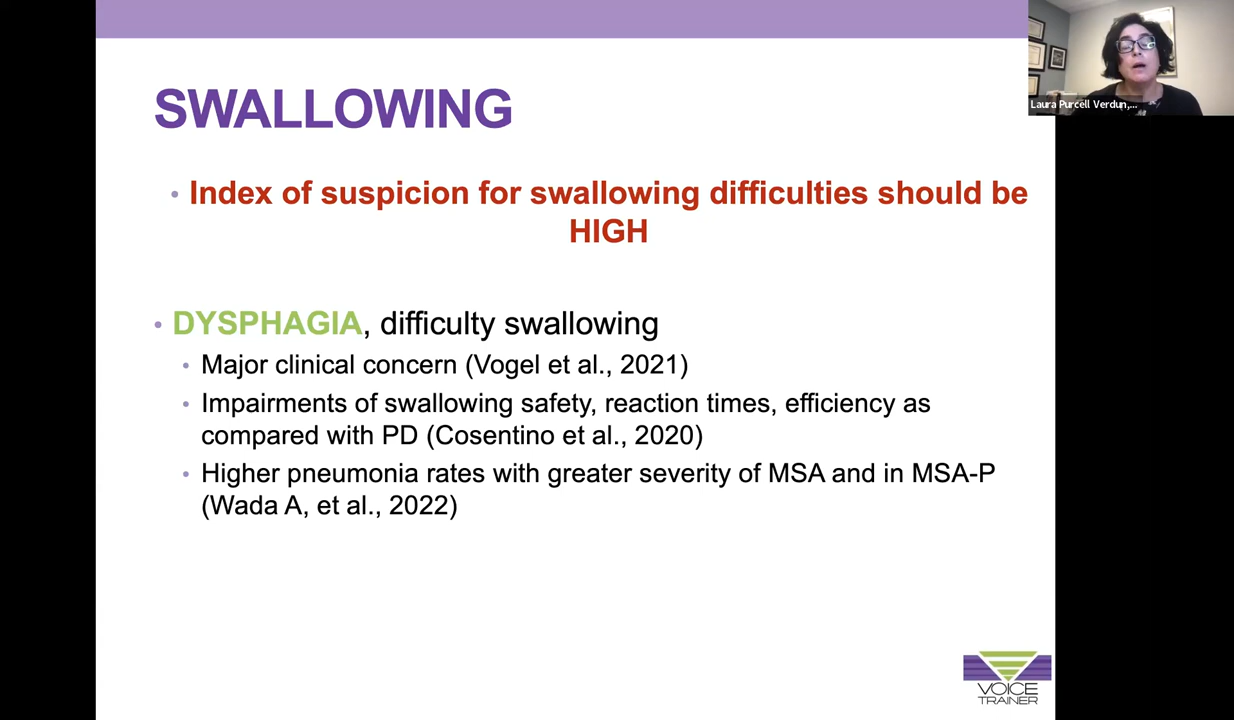 Laura Purcell Verdun,...
SWALLOWING
• Index of suspicion for swallowing difficulties should be
HIGH
• DYSPHAGIA, difficulty swallowing
• Major clinical concern (Vogel et al., 2021)
• Impairments of swallowing safety, reaction times, efficiency as
compared with PD (Cosentino et al., 2020)
• Higher pneumonia rates with greater severity of MSA and in MSA-P
(Wada A, et al., 2022)
VOICE
TRAINER